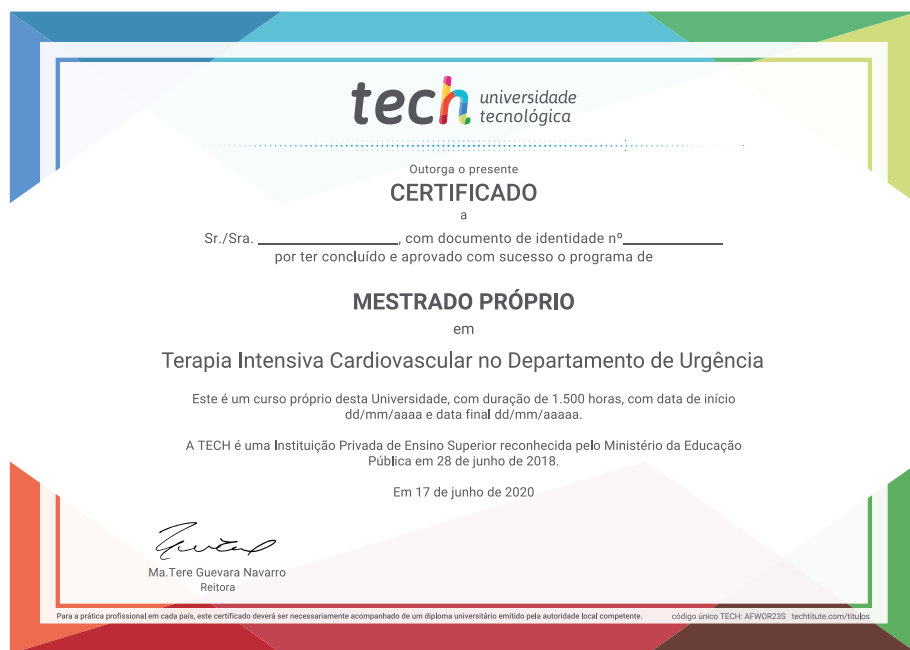 tech universidade
tecnológica
Outorga o presente
CERTIFICADO
a
Sr./Sra. ____________________, com documento de identidade nº______________
por ter concluído e aprovado com sucesso o programa de
MESTRADO PRÓPRIO
em
Terapia Intensiva Cardiovascular no Departamento de Urgência
Este é um curso próprio desta Universidade, com duração de 1.500 horas, com data de início
dd/mm/aaaa e data final dd/mm/aaaaa.
A TECH é uma Instituição Privada de Ensino Superior reconhecida pelo Ministério da Educação
Pública em 28 de junho de 2018.
Em 17 de junho de 2020
Ma.Tere Guevara Navarro
Reitora
Para a prática profissional em cada país, este certificado deverá ser necessariamente acompanhado de um diploma universitário emitido pela autoridade local competente. código único TECH: AFWOR23S techtitute.com/titulos